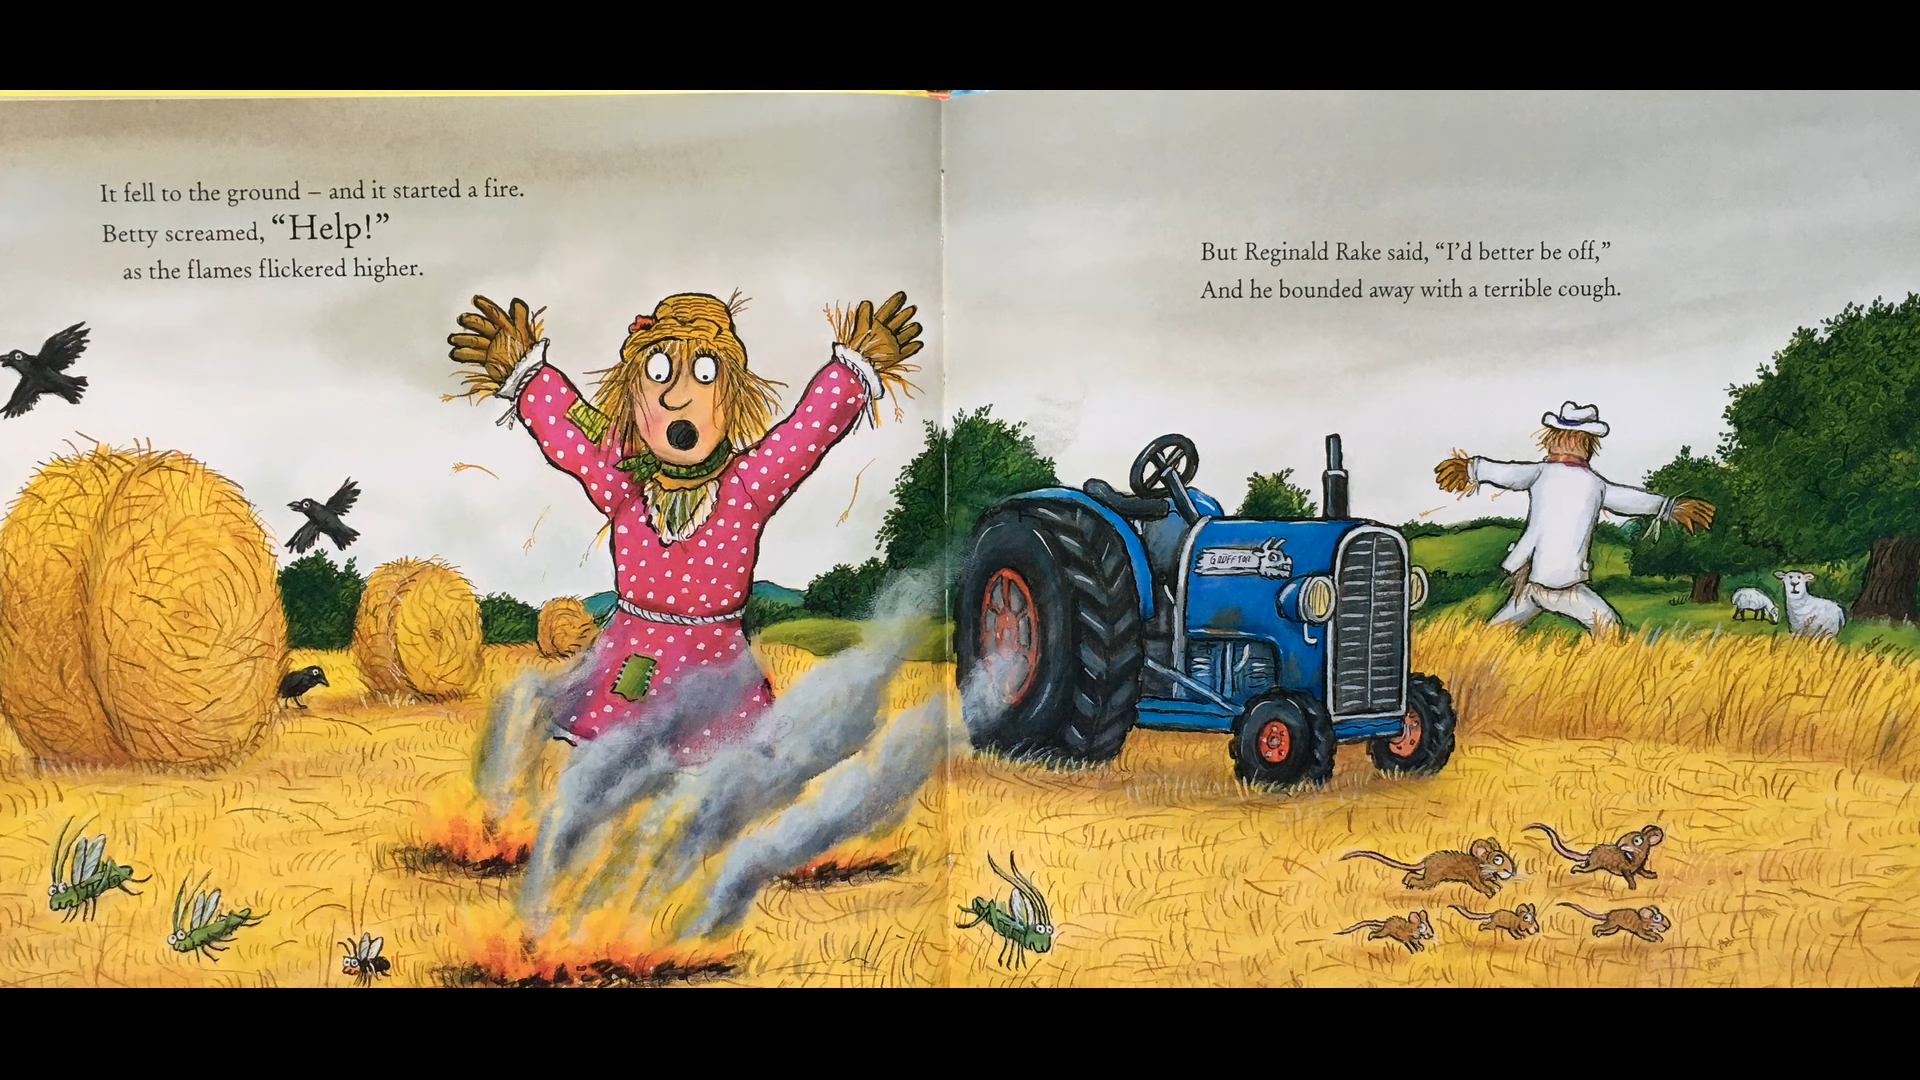 It fell to the ground – and it started a fire.
Betty screamed, “Help!”
as the flames flickered higher.
But Reginald Rake said, “I’d better be off,”
And he bounded away with a terrible cough.